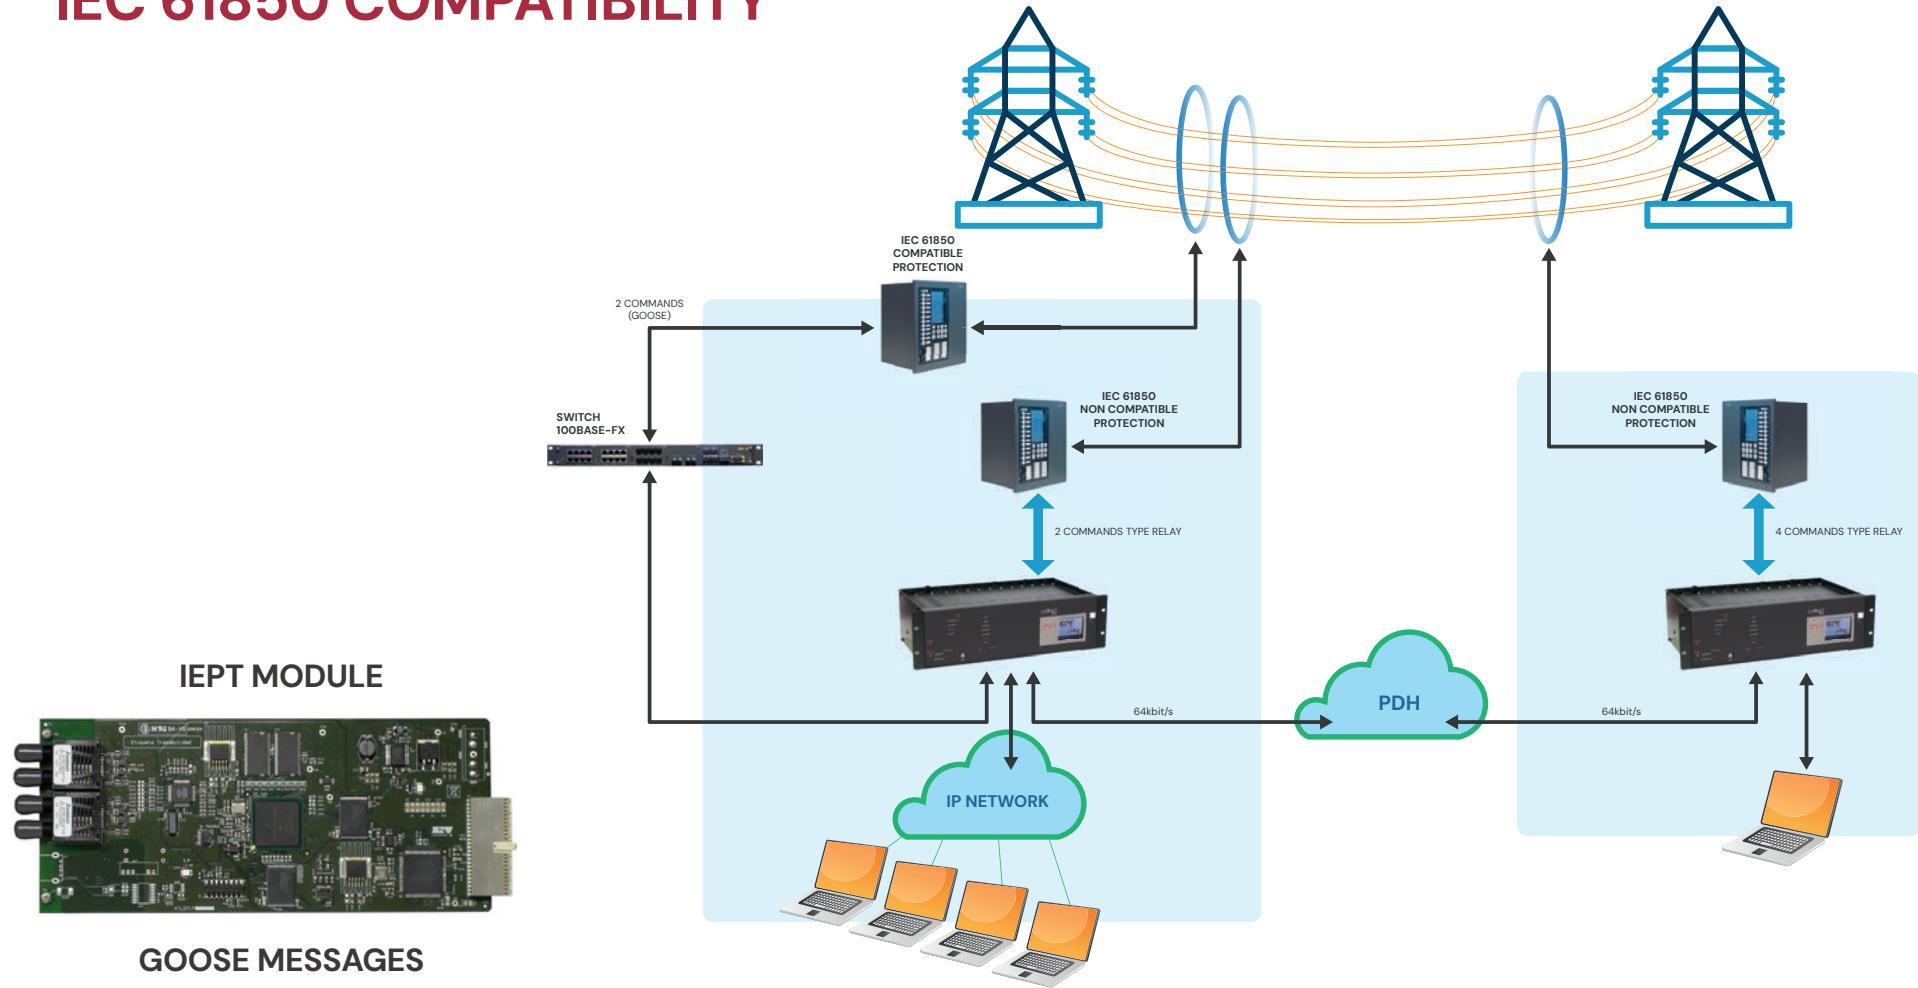 IEC 61850 COMPATIBILITY
IEC 61850
COMPATIBLE
PROTECTION
2 COMMANDS
(GOOSE)
SWITCH
100BASE-FX
IEC 61850
NON COMPATIBLE
PROTECTION
IEC 61850
NON COMPATIBLE
PROTECTION
2 COMMANDS TYPE RELAY
4 COMMANDS TYPE RELAY
IEPT MODULE
PDH
64kbit/s
64kbit/s
Etiqueta Trazabilidad
IP NETWORK
GOOSE MESSAGES